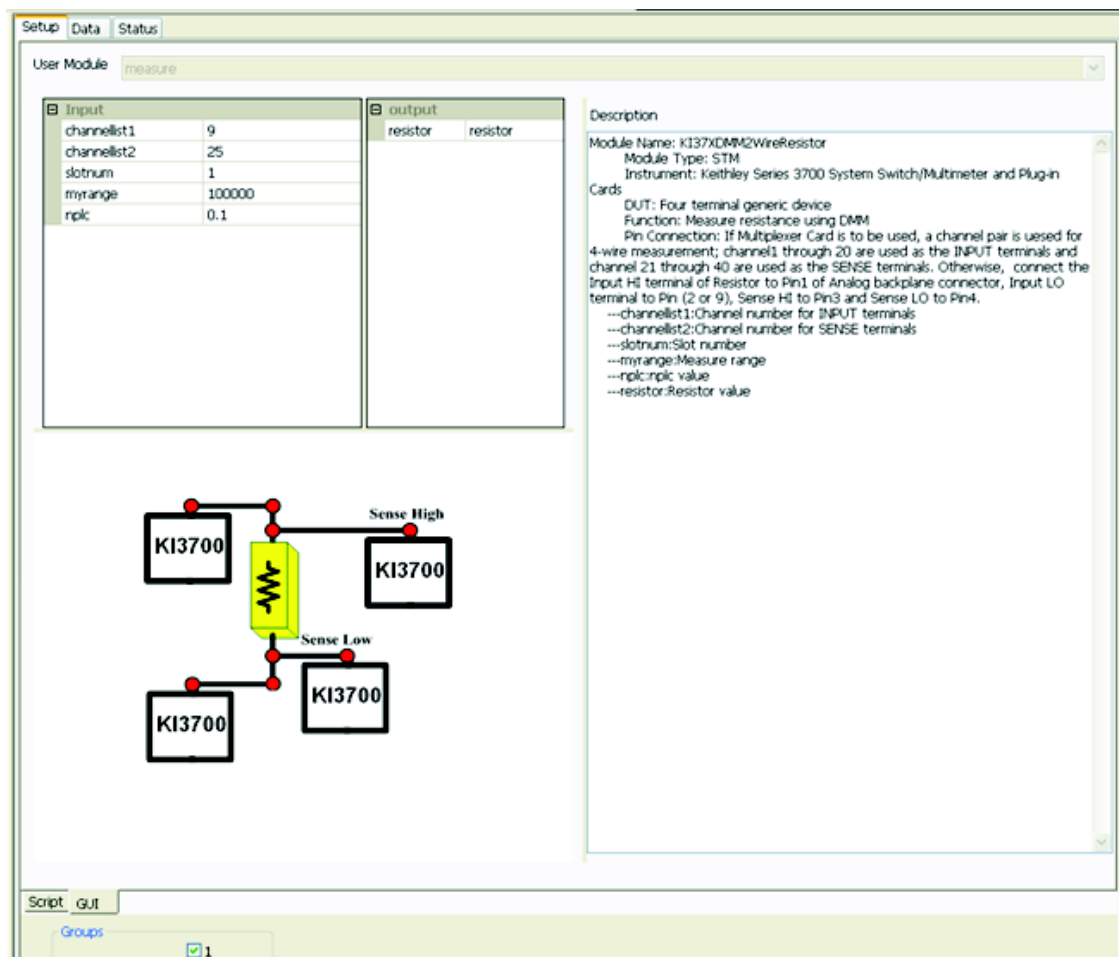 Setup Data Status
User Module measure
Input
channellist1 9
channellist2 25
slotnum 1
myrange 100000
nplc 0.1
output
resistor resistor
Description
Module Name: KI37XDMM2WireResistor
Module Type: STM
Instrument: Keithley Series 3700 System Switch/Multimeter and Plug-in
Cards
DUT: Four terminal generic device
Function: Measure resistance using DMM
Pin Connection: If Multiplexer Card is to be used, a channel pair is uesed for
4-wire measurement; channel1 through 20 are used as the INPUT terminals and
channel 21 through 40 are used as the SENSE terminals. Otherwise, connect the
Input HI terminal of Resistor to Pin1 of Analog backplane connector, Input LO
terminal to Pin (2 or 9), Sense HI to Pin3 and Sense LO to Pin4.
---channellist1:Channel number for INPUT terminals
---channellist2:Channel number for SENSE terminals
---slotnum:Slot number
---myrange:Measure range
---nplc:nplc value
---resistor:Resistor value
Sense High
KI3700
KI3700
Sense Low
KI3700
KI3700
Script GUI
Groups
1